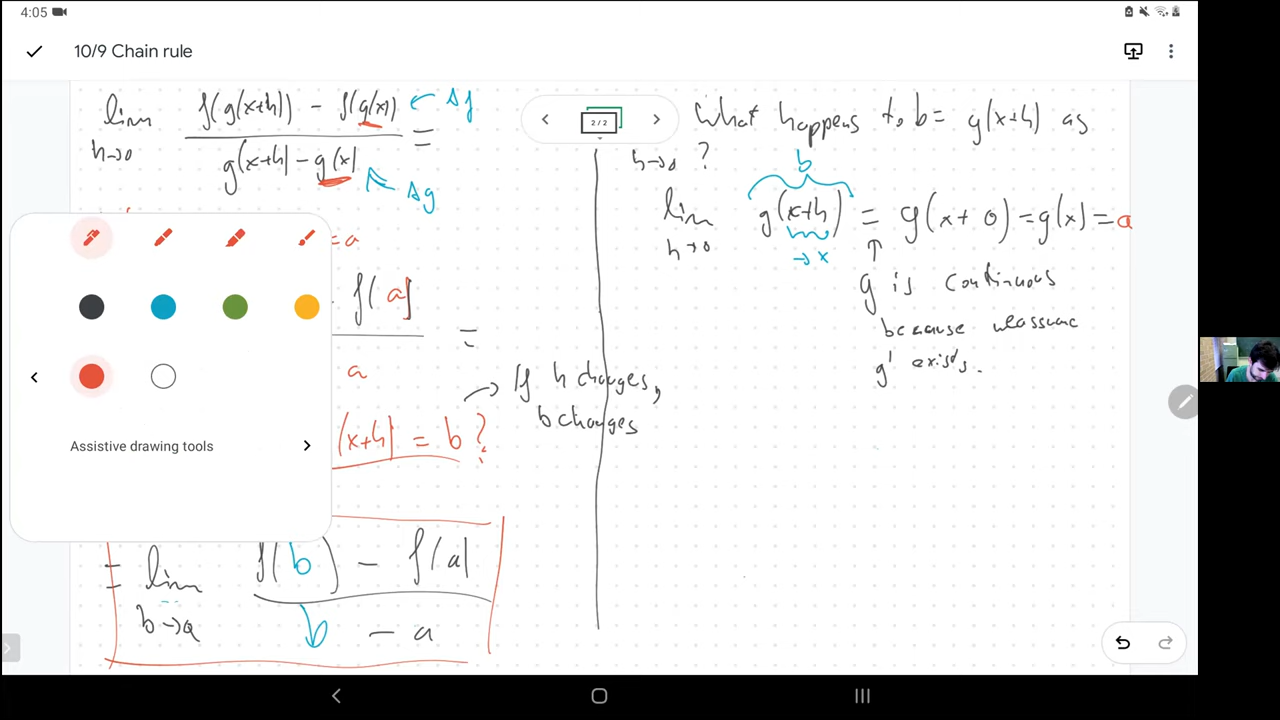 4:05
10/9 Chain rule
lim f(g(x+h)) - f(g(x)) ← Δf
h→0 g(x+h) - g(x) =
Δg
= a
f(a)
=
a
(x+h) = b ?
→ If h changes,
b changes
= lim f(b) - f(a)
b→a b - a
2/2
What happens to b = g(x+h) as
h→0 ?
b
lim g(x+h) = g(x+0) = g(x) = a
h→0 → x ↑
g is continuous
because we assume
g' exists.
Assistive drawing tools